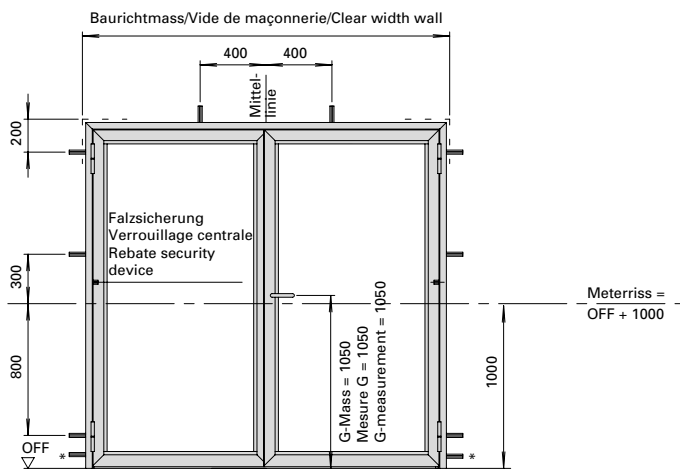 Baurichtmass/Vide de maçonnerie/Clear width wall
400
400
Mittel-
linie
200
Falzsicherung
Verrouillage centrale
Rebate security
device
300
Meterriss =
OFF + 1000
800
G-Mass = 1050
Mesure G = 1050
G-measurement = 1050
1000
OFF
*
*